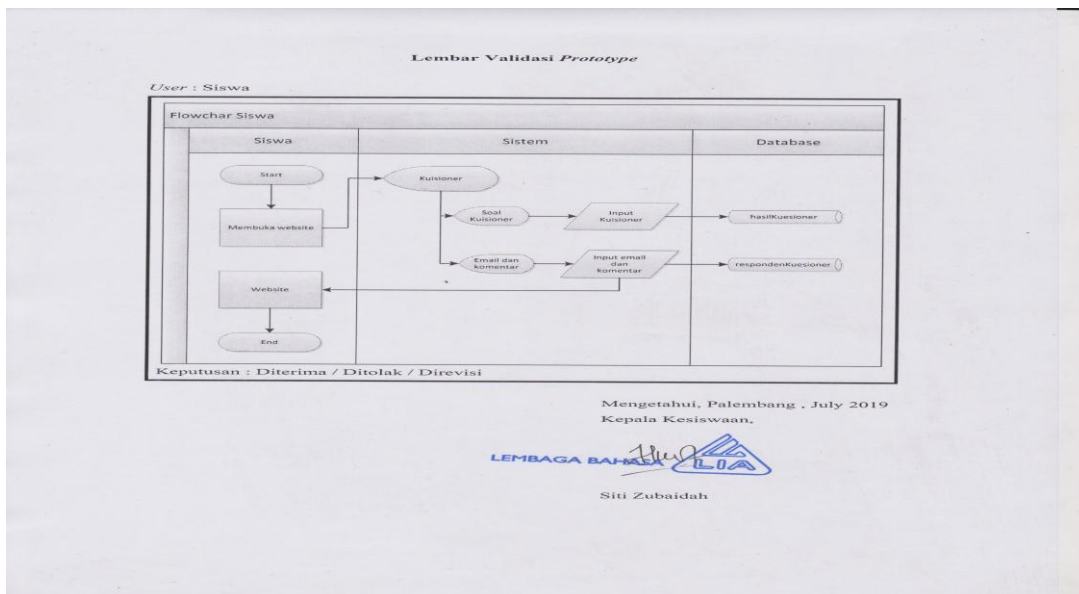 Lembar Validasi Prototype
User : Siswa
Flowchar Siswa
Siswa
Sistem
Database
Start
Kuisioner
Membuka website
Soal
Kuisioner
Input
Kuisioner
hasilKuesioner
Email dan
komentar
Input email
dan
komentar
respondenKuesioner
Website
End
Keputusan : Diterima / Ditolak / Direvisi
Mengetahui, Palembang , July 2019
Kepala Kesiswaan,
LEMBAGA BAHASA LIA
Siti Zubaidah